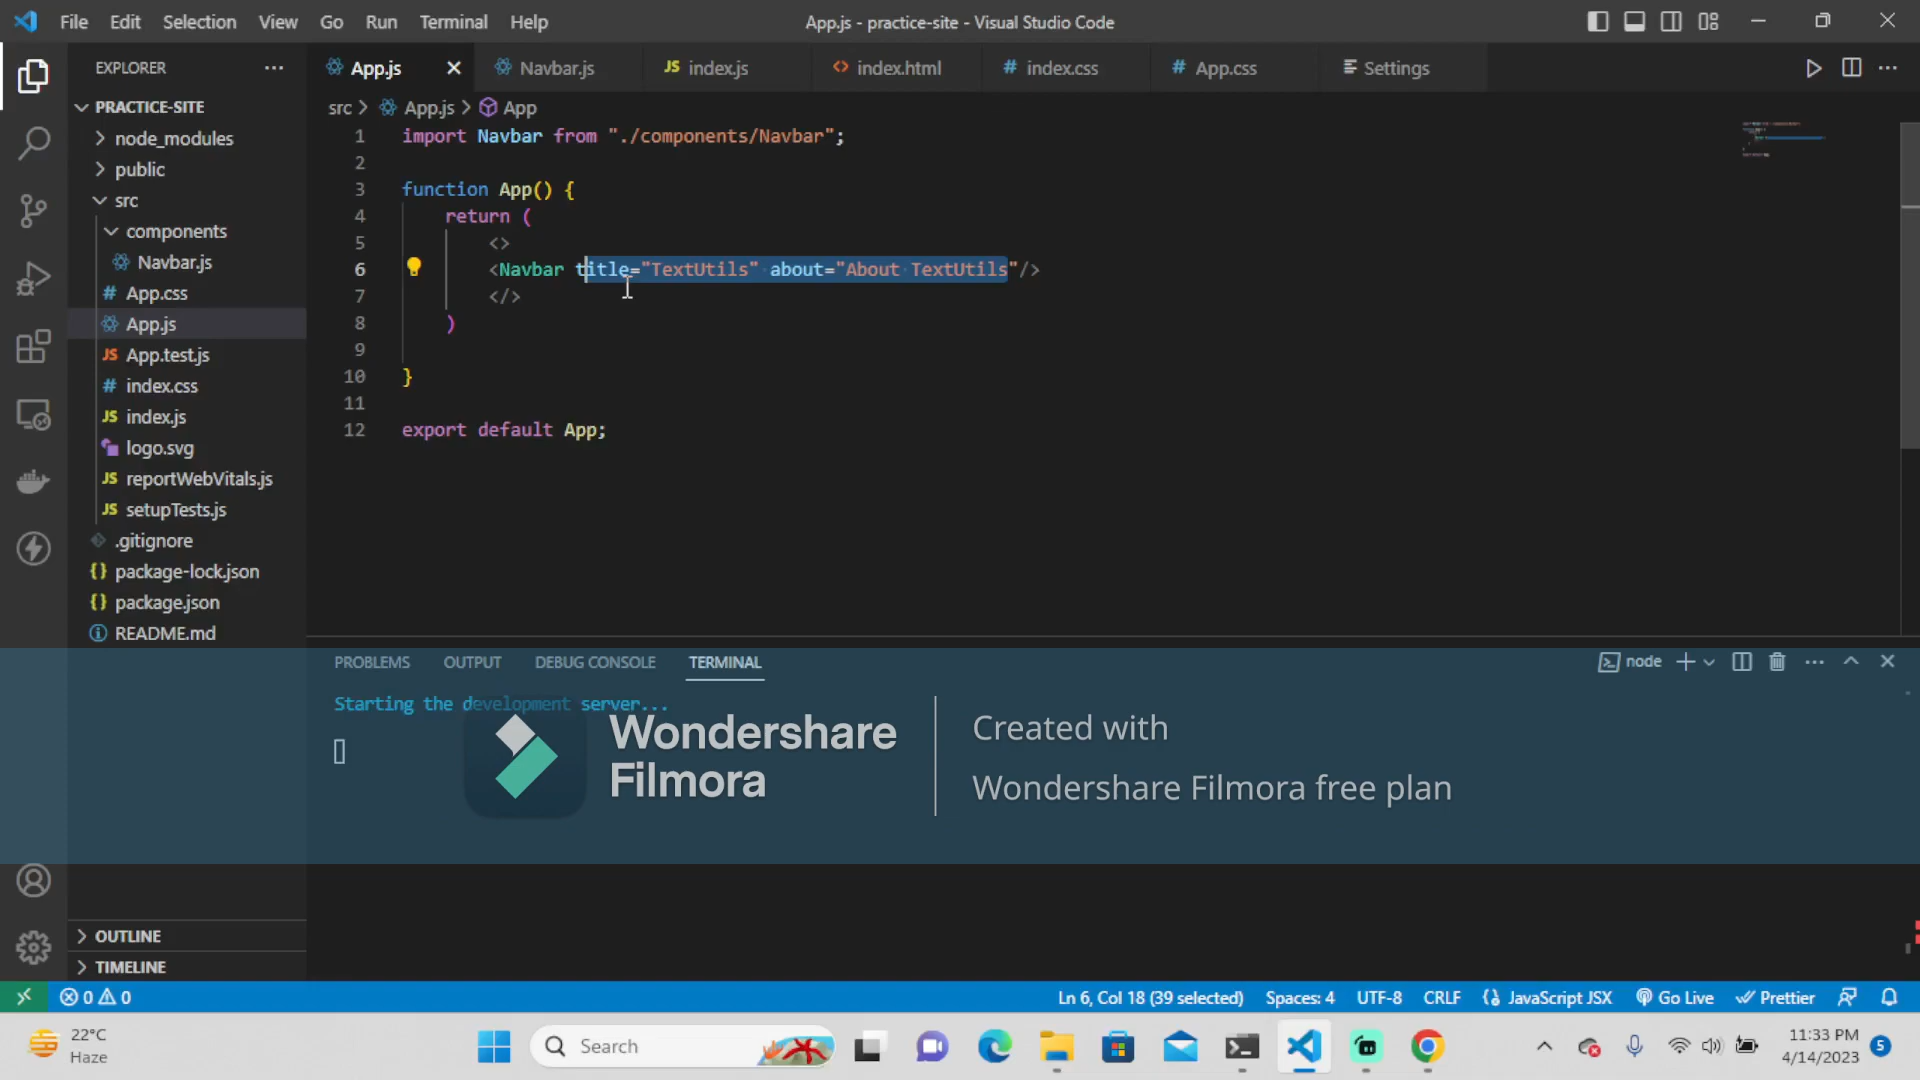 File Edit Selection View Go Run Terminal Help
App.js - practice-site - Visual Studio Code
EXPLORER
PRACTICE-SITE
node_modules
public
src
components
Navbar.js
# App.css
App.js
JS App.test.js
# index.css
JS index.js
logo.svg
JS reportWebVitals.js
JS setupTests.js
.gitignore
{} package-lock.json
{} package.json
README.md
OUTLINE
TIMELINE
App.js
Navbar.js
JS index.js
<> index.html
# index.css
# App.css
Settings
src > App.js > App
1 import Navbar from "./components/Navbar";
2
3 function App() {
4 return (
5 <>
6 <Navbar title="TextUtils" about="About TextUtils"/>
7 </>
8 )
9
10 }
11
12 export default App;
PROBLEMS OUTPUT DEBUG CONSOLE TERMINAL
node
Starting the development server...
Wondershare
Filmora
Created with
Wondershare Filmora free plan
0 0
Ln 6, Col 18 (39 selected) Spaces: 4 UTF-8 CRLF {} JavaScript JSX Go Live Prettier
22°C
Haze
Search
11:33 PM
4/14/2023
5